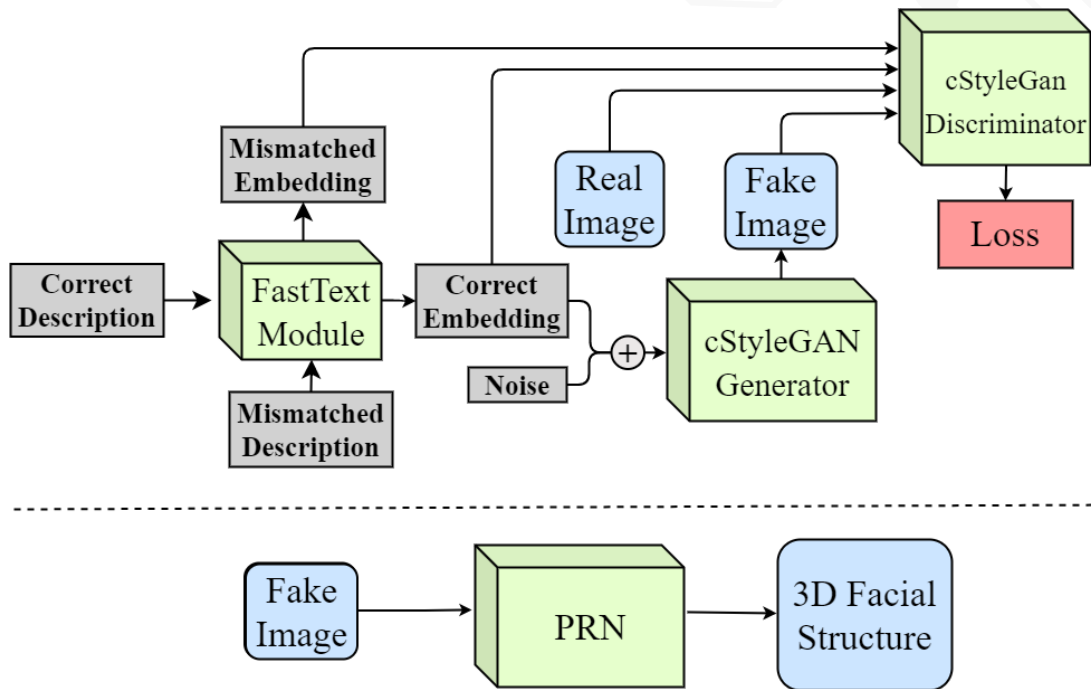 cStyleGan
Discriminator
Mismatched
Embedding
Real
Image
Fake
Image
Loss
Correct
Description
FastText
Module
Correct
Embedding
+
cStyleGAN
Generator
Noise
Mismatched
Description
Fake
Image
PRN
3D Facial
Structure